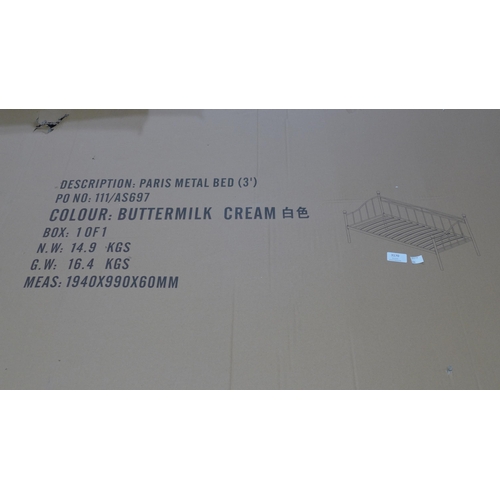 DESCRIPTION: PARIS METAL BED (3')
PO NO: 111/AS697
COLOUR: BUTTERMILK CREAM 白色
BOX: 1 OF 1
N.W: 14.9 KGS
G.W: 16.4 KGS
MEAS: 1940X990X60MM